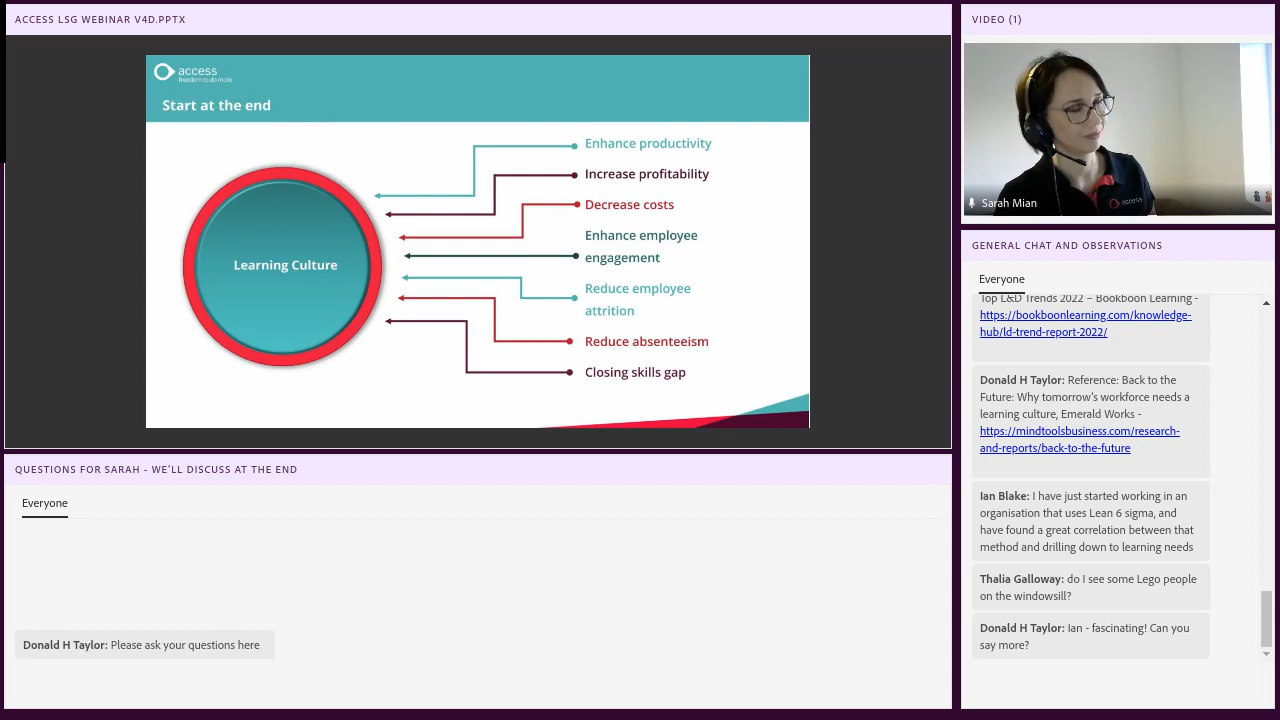 ACCESS LSG WEBINAR V4D.PPTX
access
Freedom to do more
Start at the end
Learning Culture
Enhance productivity
Increase profitability
Decrease costs
Enhance employee
engagement
Reduce employee
attrition
Reduce absenteeism
Closing skills gap
QUESTIONS FOR SARAH - WE'LL DISCUSS AT THE END
Everyone
Donald H Taylor: Please ask your questions here
VIDEO (1)
access
Sarah Mian
GENERAL CHAT AND OBSERVATIONS
Everyone
Top L&D Trends 2022 – Bookboon Learning -
https://bookboonlearning.com/knowledge-
hub/ld-trend-report-2022/
Donald H Taylor: Reference: Back to the
Future: Why tomorrow's workforce needs a
learning culture, Emerald Works -
https://mindtoolsbusiness.com/research-
and-reports/back-to-the-future
Ian Blake: I have just started working in an
organisation that uses Lean 6 sigma, and
have found a great correlation between that
method and drilling down to learning needs
Thalia Galloway: do I see some Lego people
on the windowsill?
Donald H Taylor: Ian - fascinating! Can you
say more?